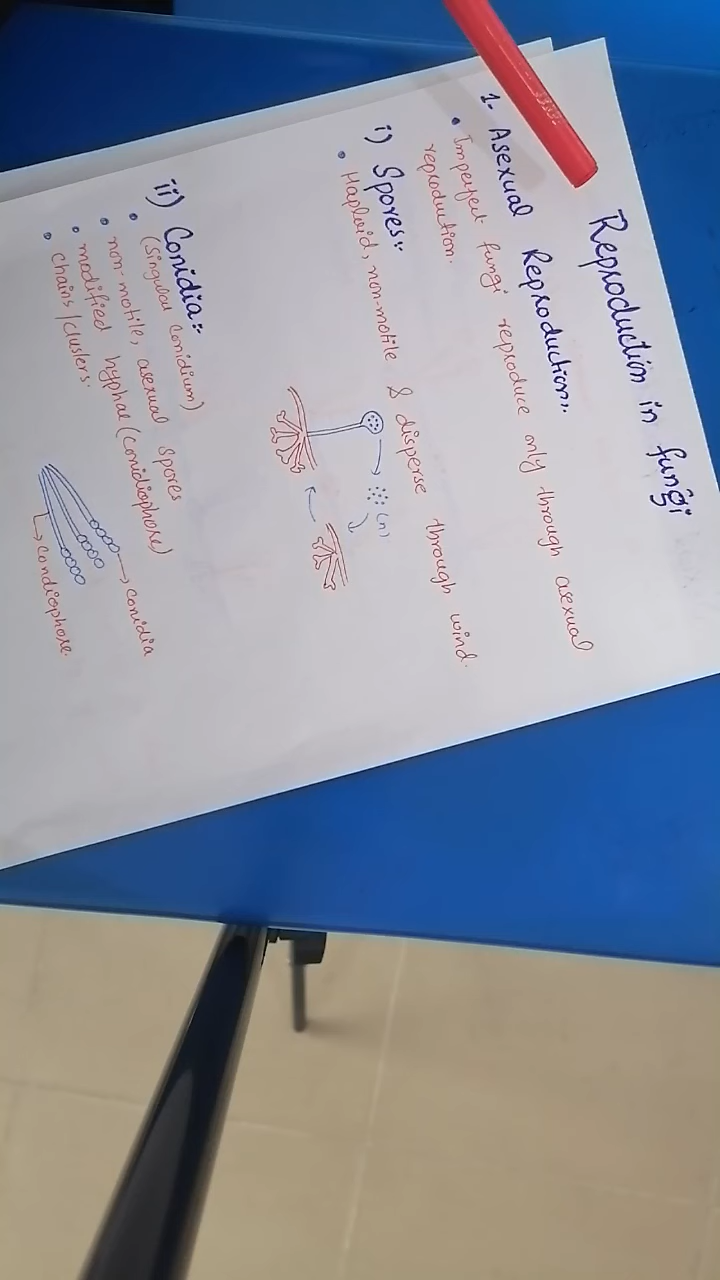 Reproduction in fungi
1- Asexual Reproduction:.
• Imperfect fungi reproduce only through asexual
reproduction.
i) Spores:.
• Haploid, non-motile & disperse through wind.
(n)
ii) Conidia:.
• (Singular Conidium)
• non-motile, asexual spores
• modified hyphae (conidiophore)
• chains/clusters.
conidia
condiophore.